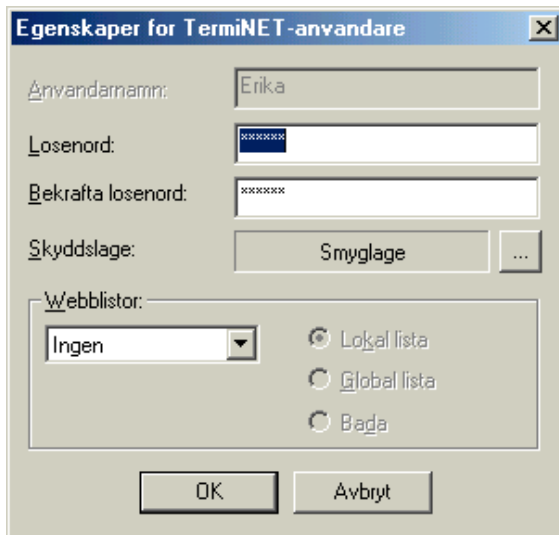 Egenskaper for TermiNET-anvandare
Anvandarnamn: Erika
Losenord: ******
Bekrafta losenord: ******
Skyddslage: Smyglage ...
Webblistor:
Ingen
Lokal lista
Global lista
Bada
OK Avbryt